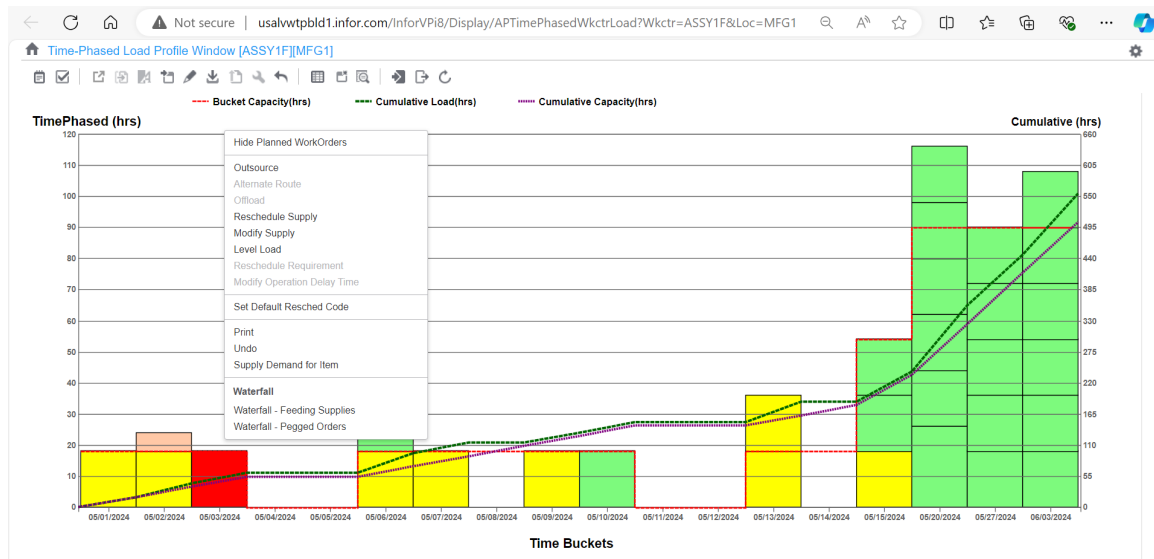 Not secure | usalvwtpbld1.infor.com/InforVPi8/Display/APTimePhasedWkctrLoad?Wkctr=ASSY1F&Loc=MFG1
Time-Phased Load Profile Window [ASSY1F][MFG1]
Bucket Capacity(hrs) Cumulative Load(hrs) Cumulative Capacity(hrs)
TimePhased (hrs) Cumulative (hrs)
120 660
110 605
100 550
90 495
80 440
70 385
60 330
50 275
40 220
30 165
20 110
10 55
0 0
Hide Planned WorkOrders
Outsource
Alternate Route
Offload
Reschedule Supply
Modify Supply
Level Load
Reschedule Requirement
Modify Operation Delay Time
Set Default Resched Code
Print
Undo
Supply Demand for Item
Waterfall
Waterfall - Feeding Supplies
Waterfall - Pegged Orders
05/01/2024 05/02/2024 05/03/2024 05/04/2024 05/05/2024 05/06/2024 05/07/2024 05/08/2024 05/09/2024 05/10/2024 05/11/2024 05/12/2024 05/13/2024 05/14/2024 05/15/2024 05/20/2024 05/27/2024 06/03/2024
Time Buckets